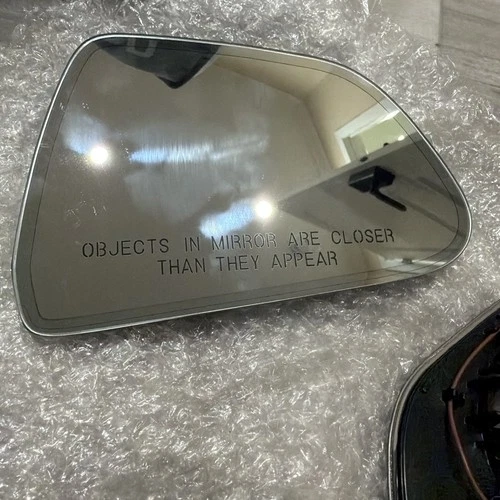 OBJECTS IN MIRROR ARE CLOSER
THAN THEY APPEAR